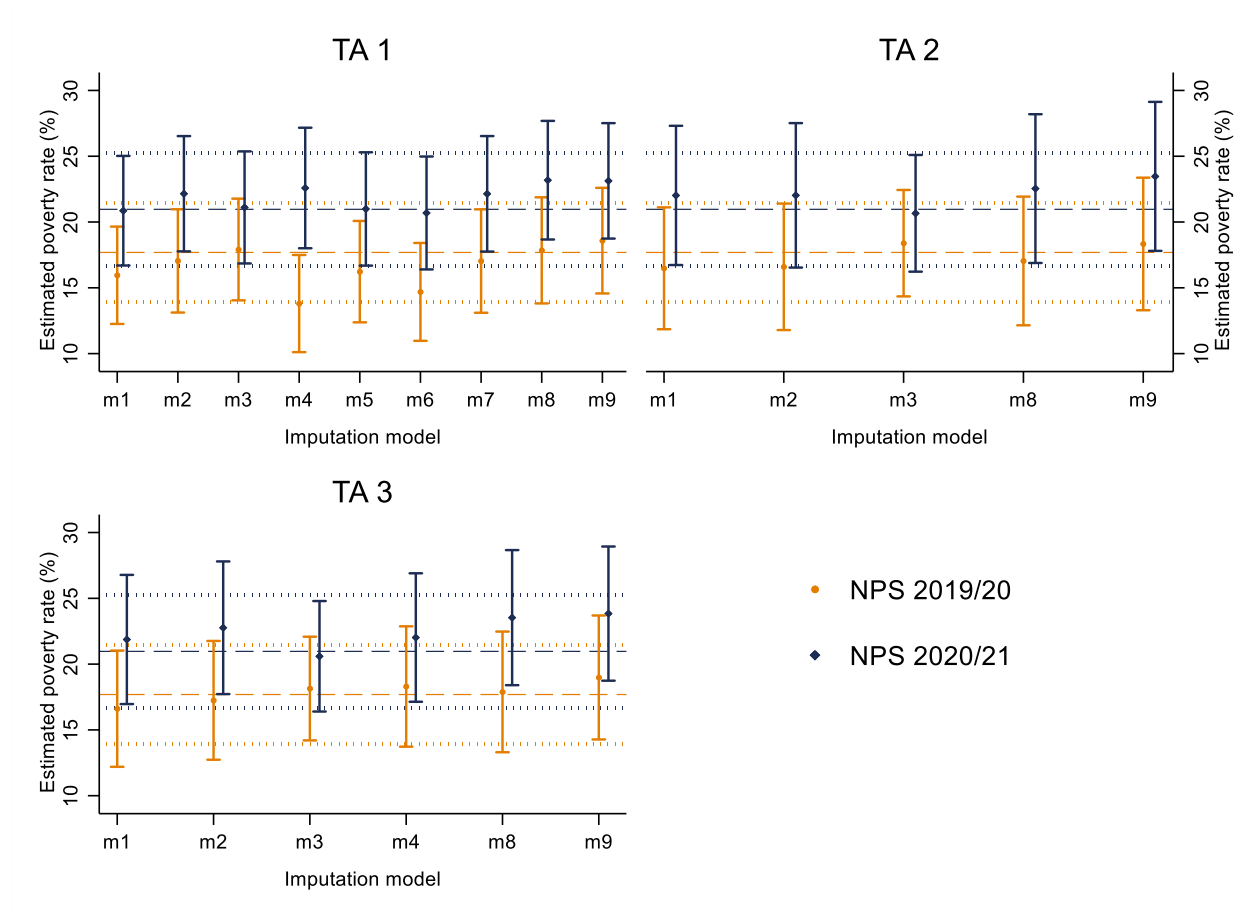 TA 1
Estimated poverty rate (%)
30
25
20
15
10
m1 m2 m3 m4 m5 m6 m7 m8 m9
Imputation model
TA 2
Estimated poverty rate (%)
30
25
20
15
10
m1 m2 m3 m8 m9
Imputation model
TA 3
Estimated poverty rate (%)
30
25
20
15
10
m1 m2 m3 m4 m8 m9
Imputation model
NPS 2019/20
NPS 2020/21